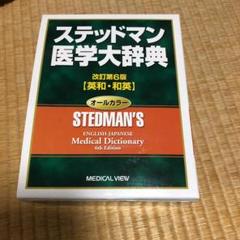 ステッドマン
医学大辞典
改訂第6版
【英和・和英】
オールカラー
STEDMAN'S
ENGLISH-JAPANESE
Medical Dictionary
6th Edition
MEDICAL VIEW